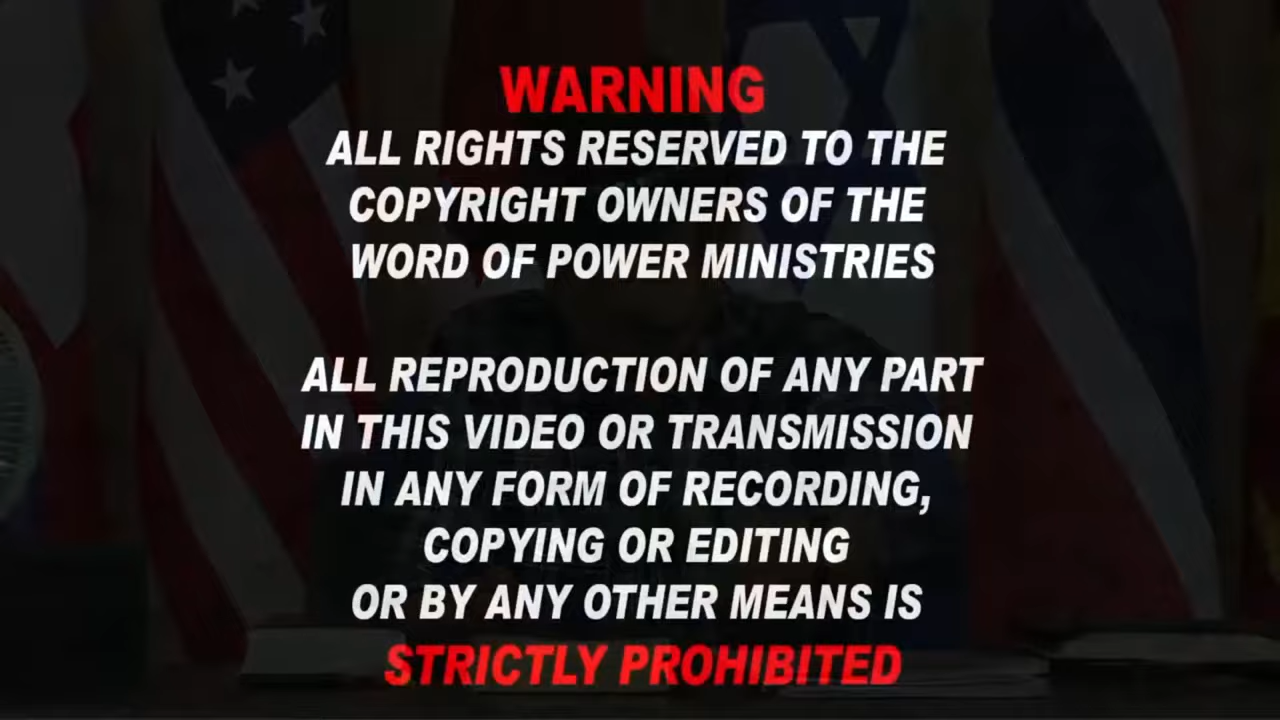 WARNING
ALL RIGHTS RESERVED TO THE
COPYRIGHT OWNERS OF THE
WORD OF POWER MINISTRIES
ALL REPRODUCTION OF ANY PART
IN THIS VIDEO OR TRANSMISSION
IN ANY FORM OF RECORDING,
COPYING OR EDITING
OR BY ANY OTHER MEANS IS
STRICTLY PROHIBITED